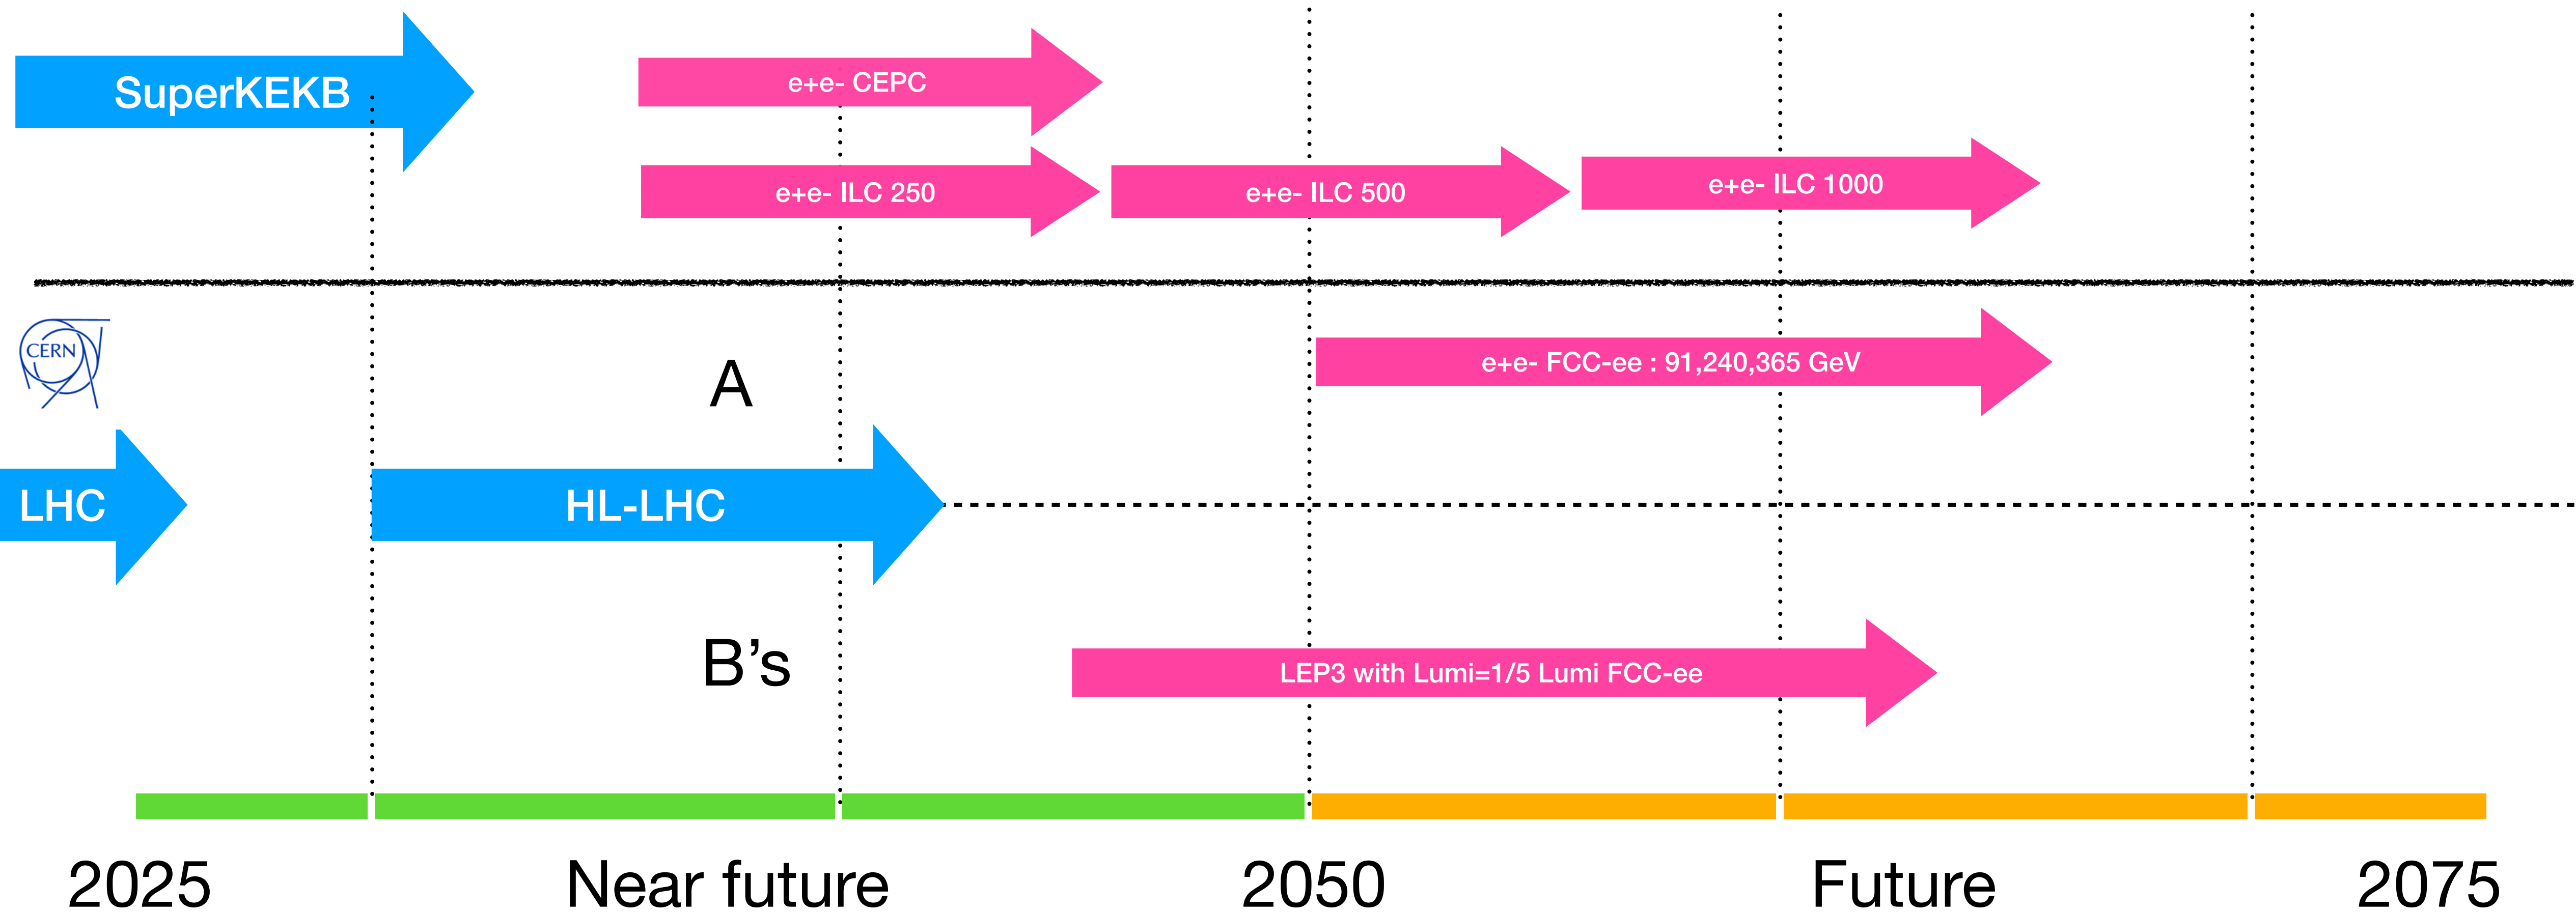 SuperKEKB
e+e- CEPC
e+e- ILC 250
e+e- ILC 500
e+e- ILC 1000
CERN
A
e+e- FCC-ee : 91,240,365 GeV
LHC
HL-LHC
B’s
LEP3 with Lumi=1/5 Lumi FCC-ee
2025
Near future
2050
Future
2075